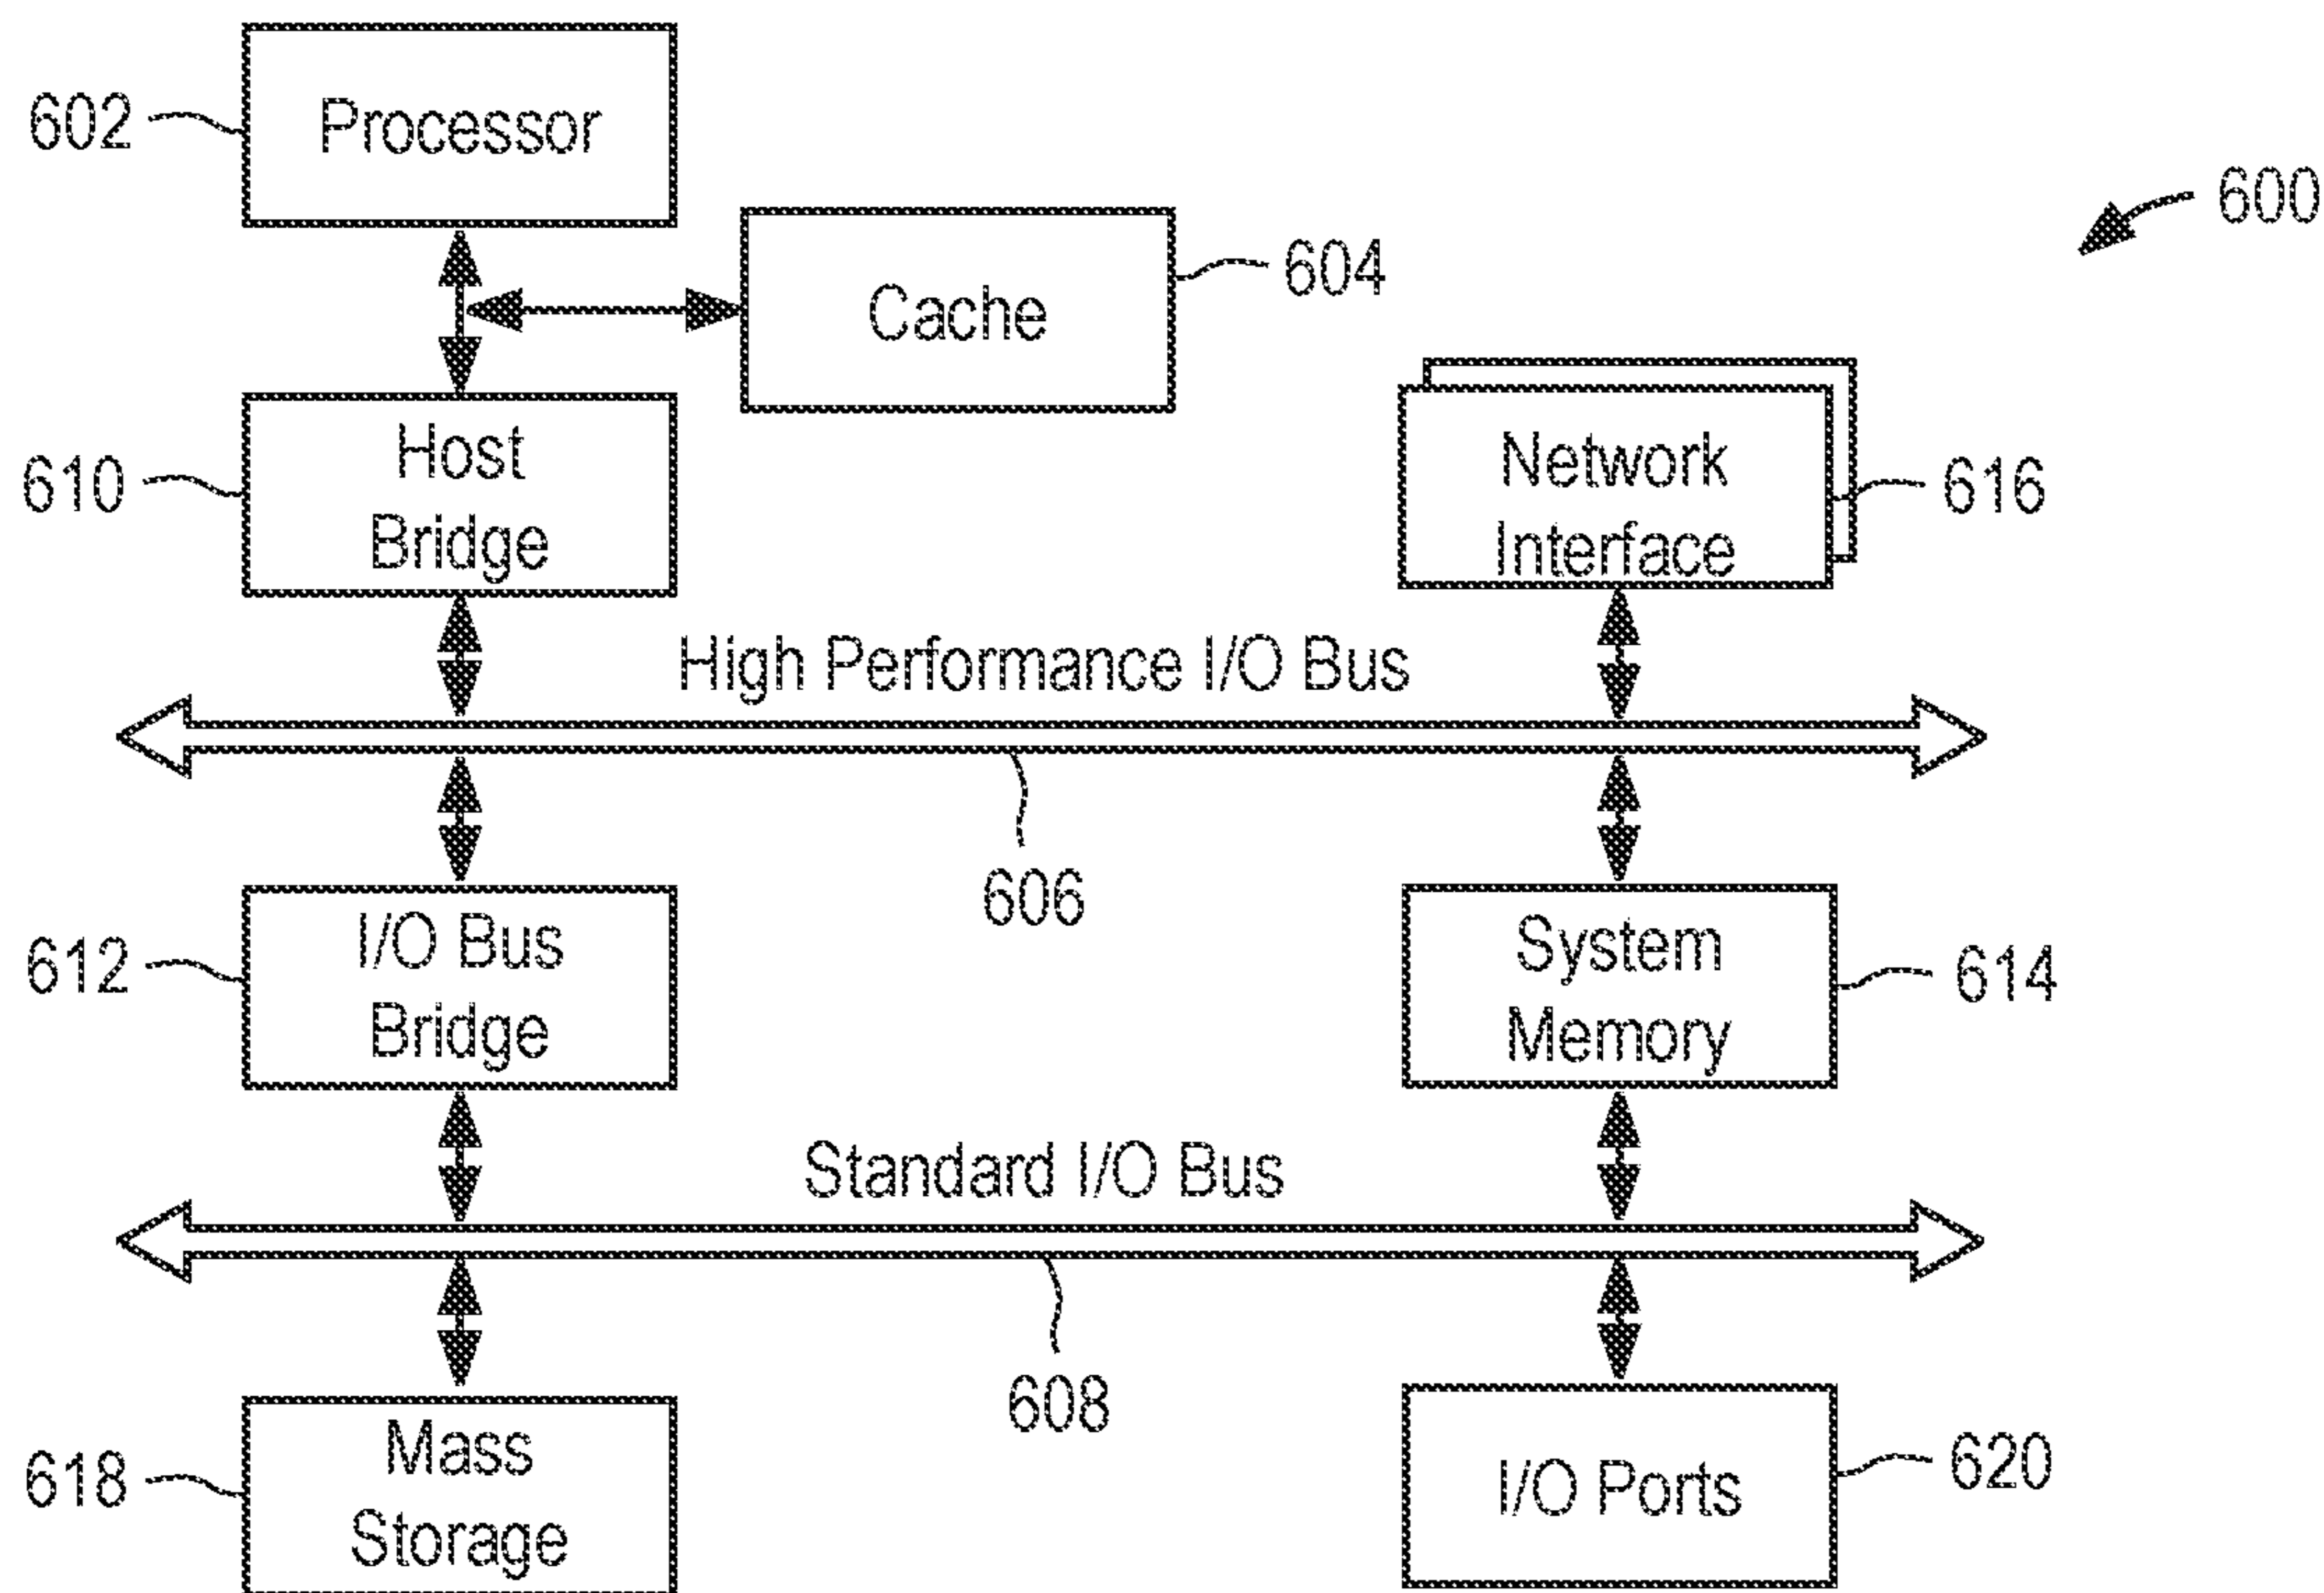 602
Processor
600
Cache
604
610
Host
Bridge
Network
Interface
616
High Performance I/O Bus
606
612
I/O Bus
Bridge
System
Memory
614
Standard I/O Bus
608
618
Mass
Storage
I/O Ports
620